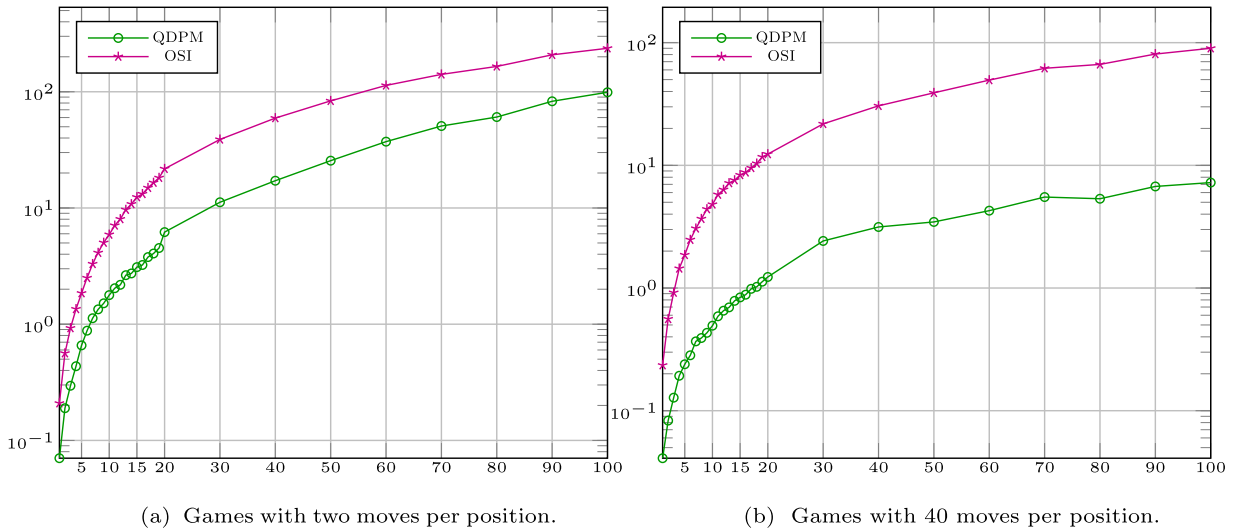 QDPM
OSI
10^2
10^1
10^0
10^−1
5 10 15 20 30 40 50 60 70 80 90 100
(a) Games with two moves per position.
QDPM
OSI
10^2
10^1
10^0
10^−1
5 10 15 20 30 40 50 60 70 80 90 100
(b) Games with 40 moves per position.